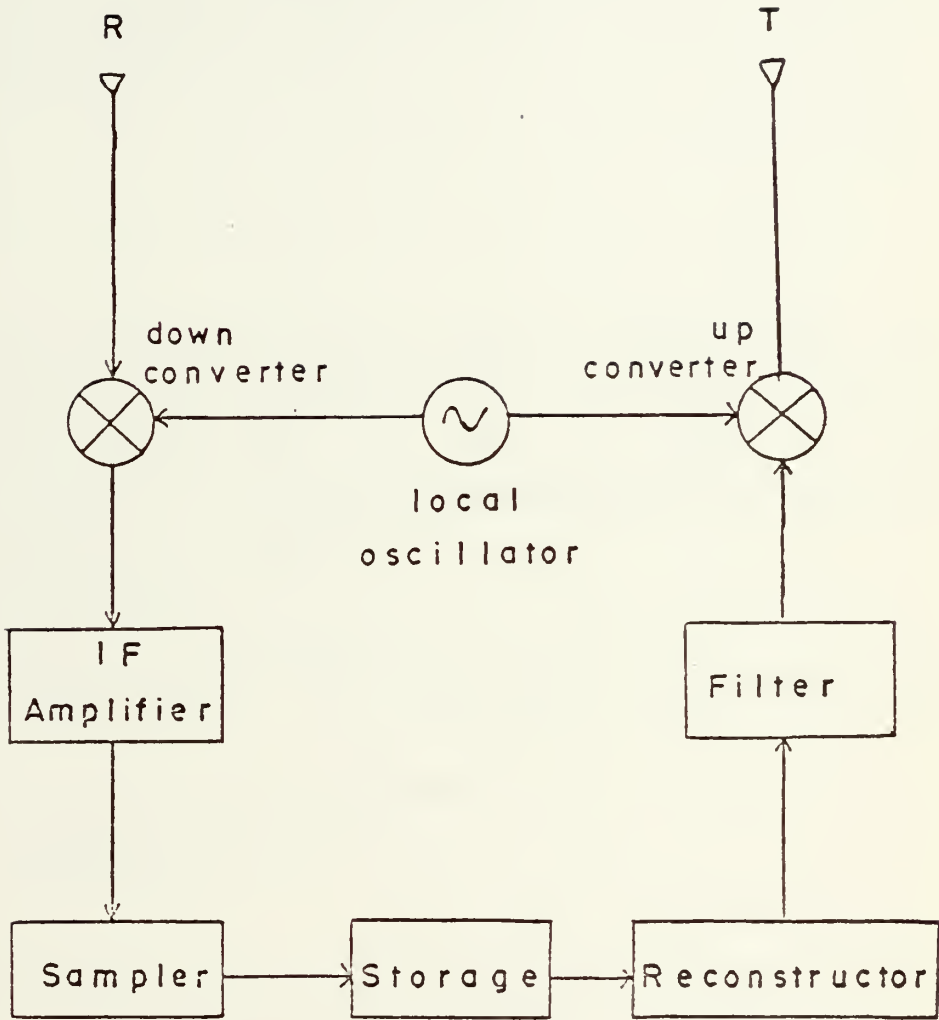 R
T
down
converter
up
converter
local
oscillator
IF
Amplifier
Filter
Sampler
Storage
Reconstructor